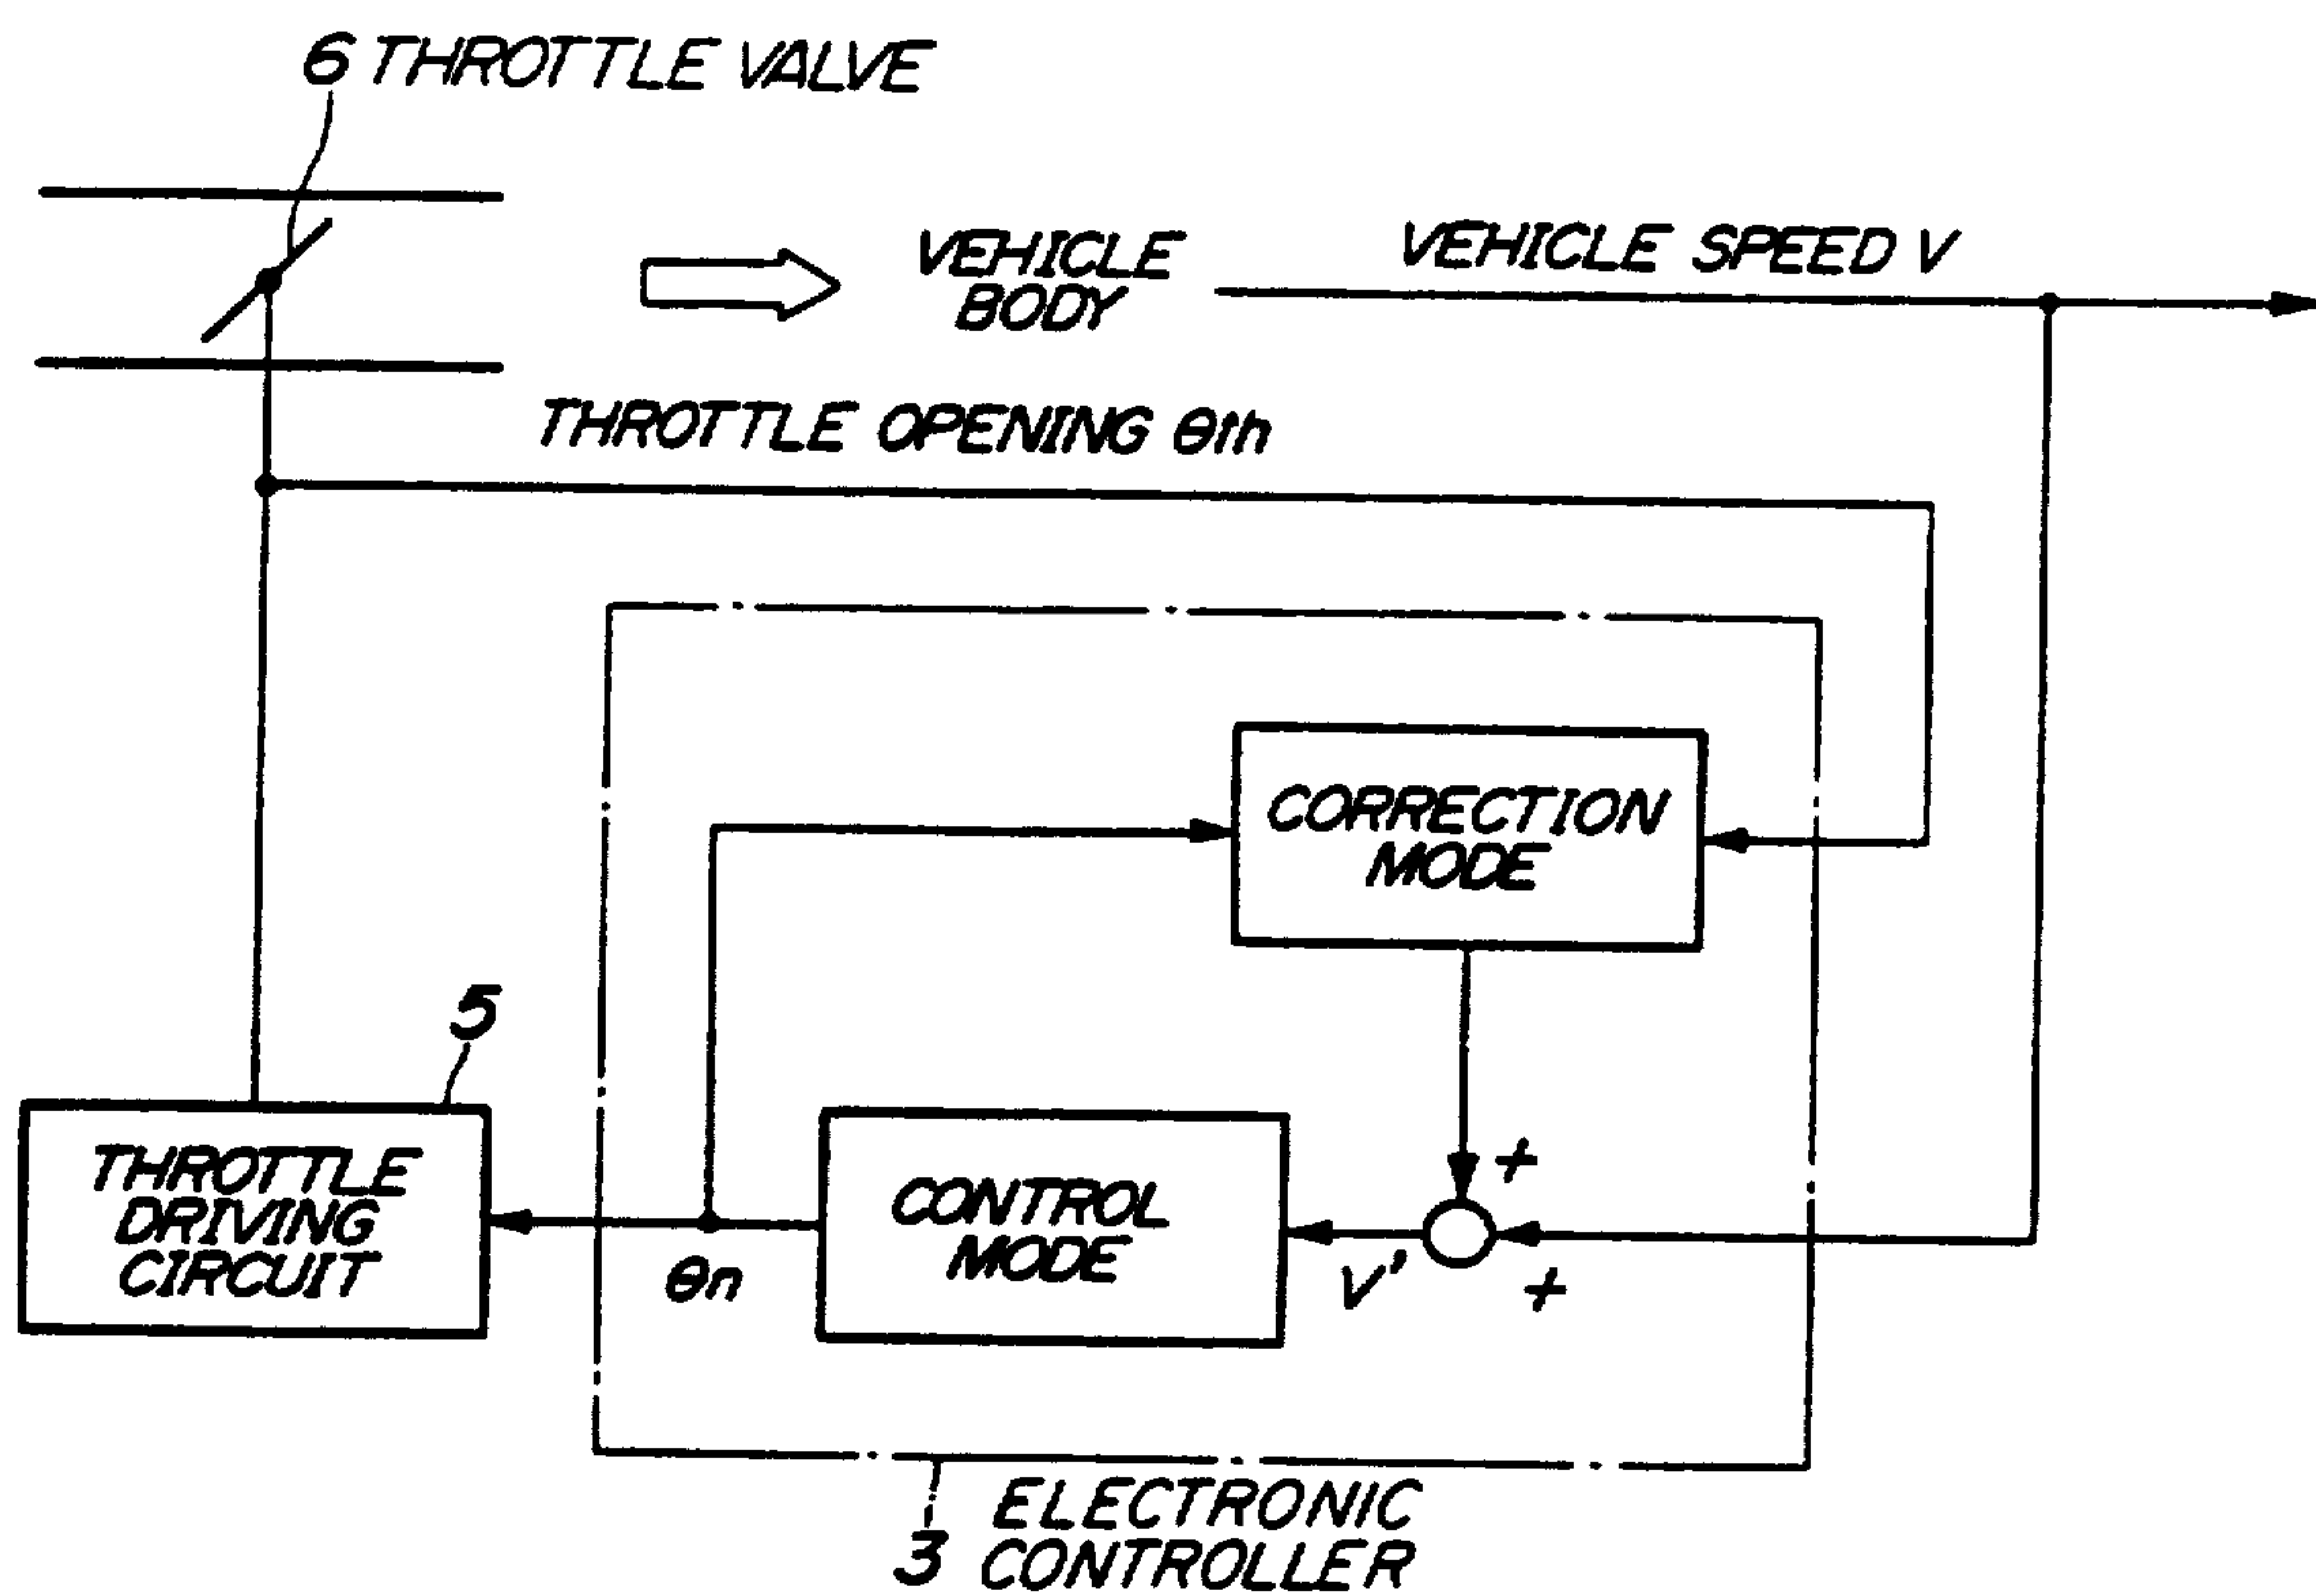 6 THROTTLE VALVE
VEHICLE
BODY
VEHICLE SPEED V
THROTTLE OPENING θth
CORRECTION
MODE
5
THROTTLE
DRIVING
CIRCUIT
θn
CONTROL
MODE
V'
+
+
ELECTRONIC
3 CONTROLLER